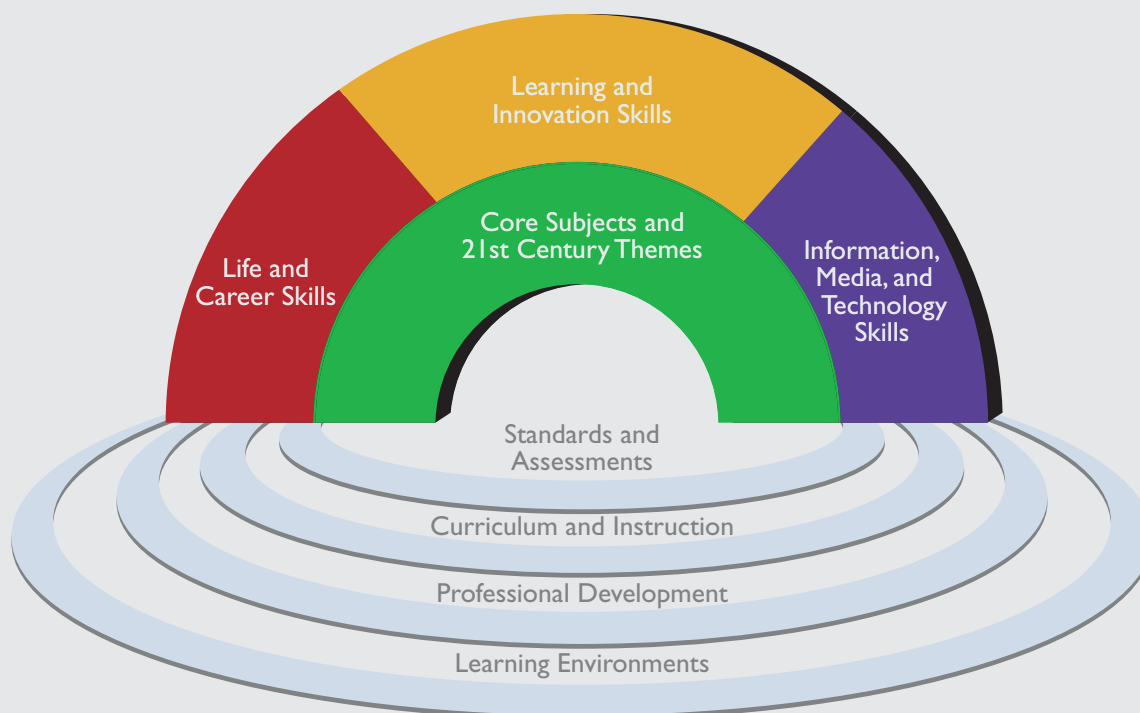 Learning and
Innovation Skills
Core Subjects and
21st Century Themes
Life and
Career Skills
Information,
Media, and
Technology
Skills
Standards and
Assessments
Curriculum and Instruction
Professional Development
Learning Environments